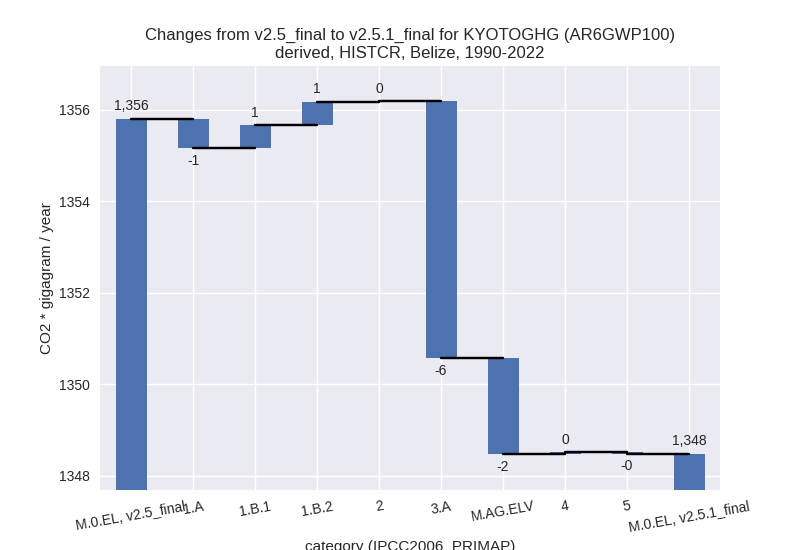 Changes from v2.5_final to v2.5.1_final for KYOTOGHG (AR6GWP100)
derived, HISTCR, Belize, 1990-2022
CO2 * gigagram / year
1356
1354
1352
1350
1348
1,356
-1
1
1
0
-6
-2
0
-0
1,348
M.0.EL, v2.5_final
1.A
1.B.1
1.B.2
2
3.A
M.AG.ELV
4
5
M.0.EL, v2.5.1_final
category (IPCC2006_PRIMAP)